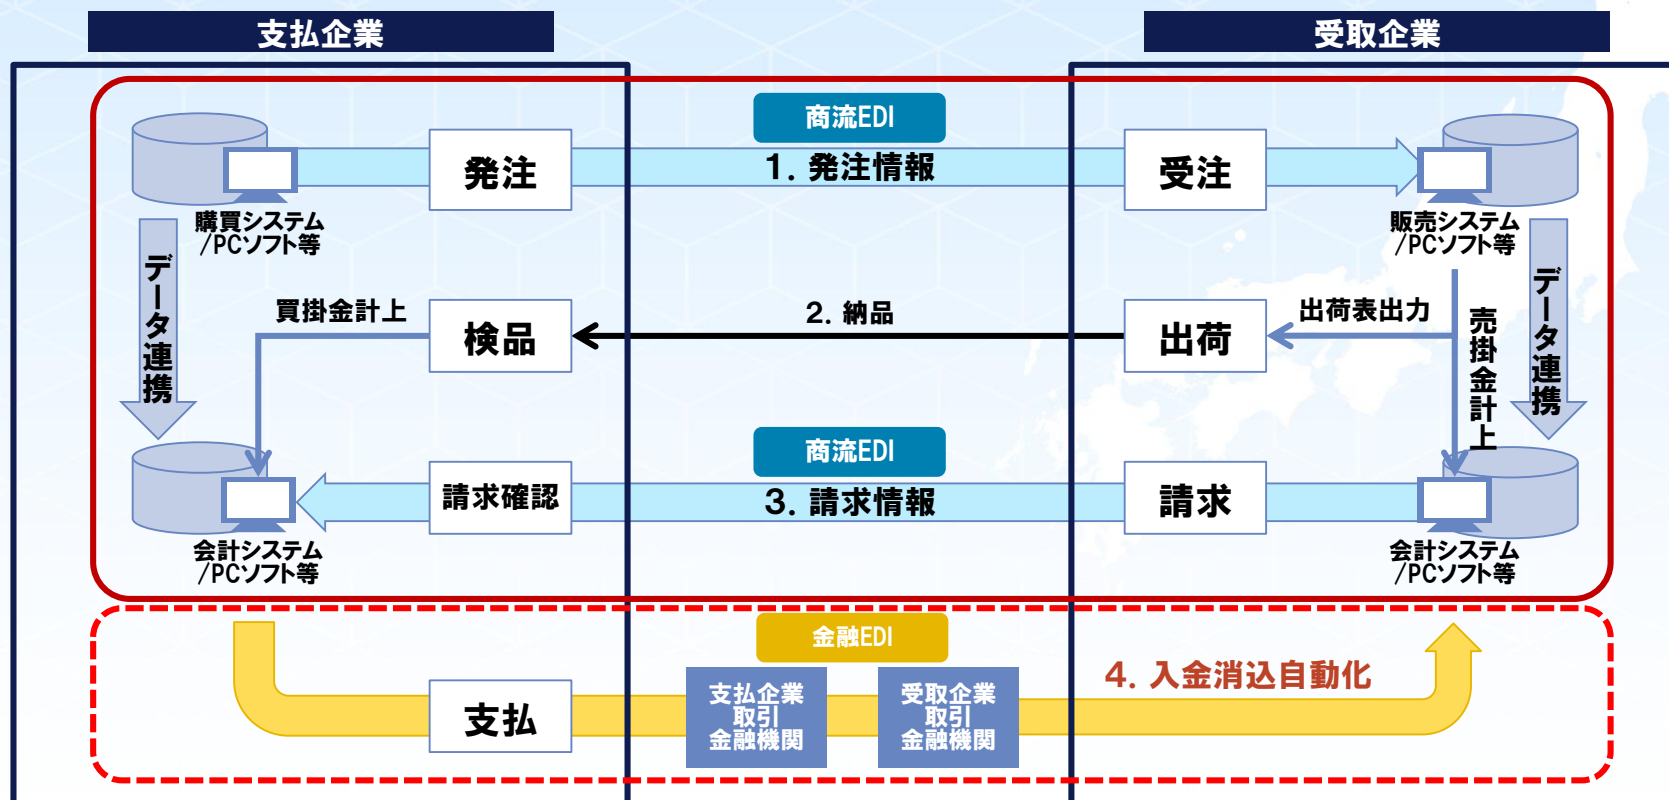 支払企業
受取企業
商流EDI
1. 発注情報
発注
受注
購買システム
/PCソフト等
販売システム
/PCソフト等
データ連携
データ連携
買掛金計上
検品
2. 納品
出荷
出荷表出力
売掛金計上
商流EDI
3. 請求情報
請求確認
請求
会計システム
/PCソフト等
会計システム
/PCソフト等
金融EDI
支払
支払企業
取引
金融機関
受取企業
取引
金融機関
4. 入金消込自動化